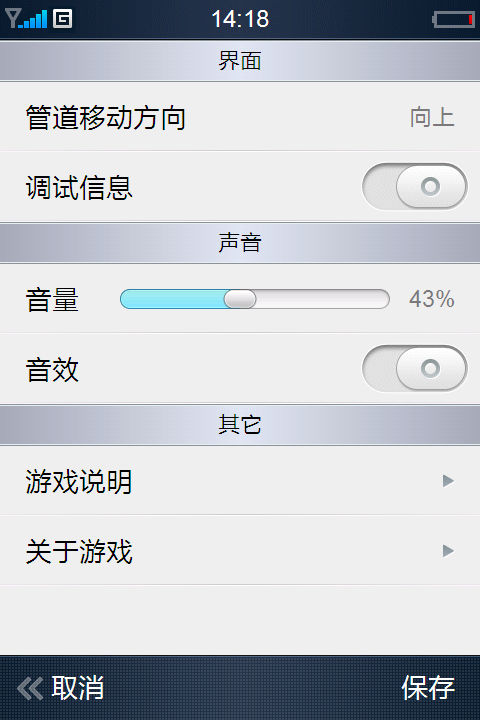 G 14:18
界面
管道移动方向 向上
调试信息
声音
音量 43%
音效
其它
游戏说明
关于游戏
取消 保存